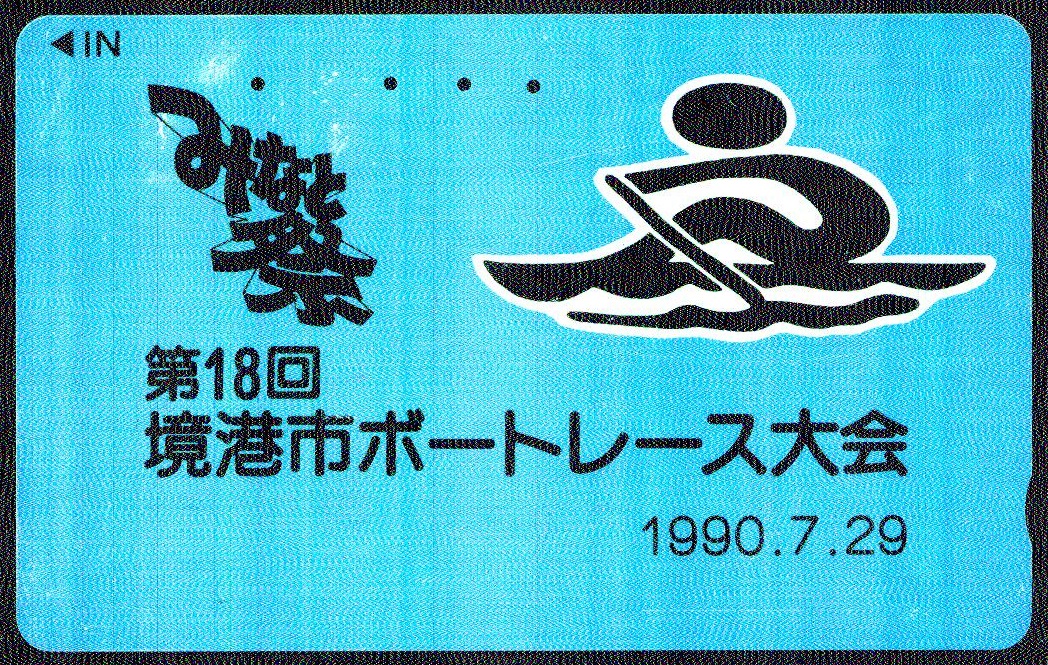 ◀IN
みなと
祭
第18回
境港市ボートレース大会
1990.7.29